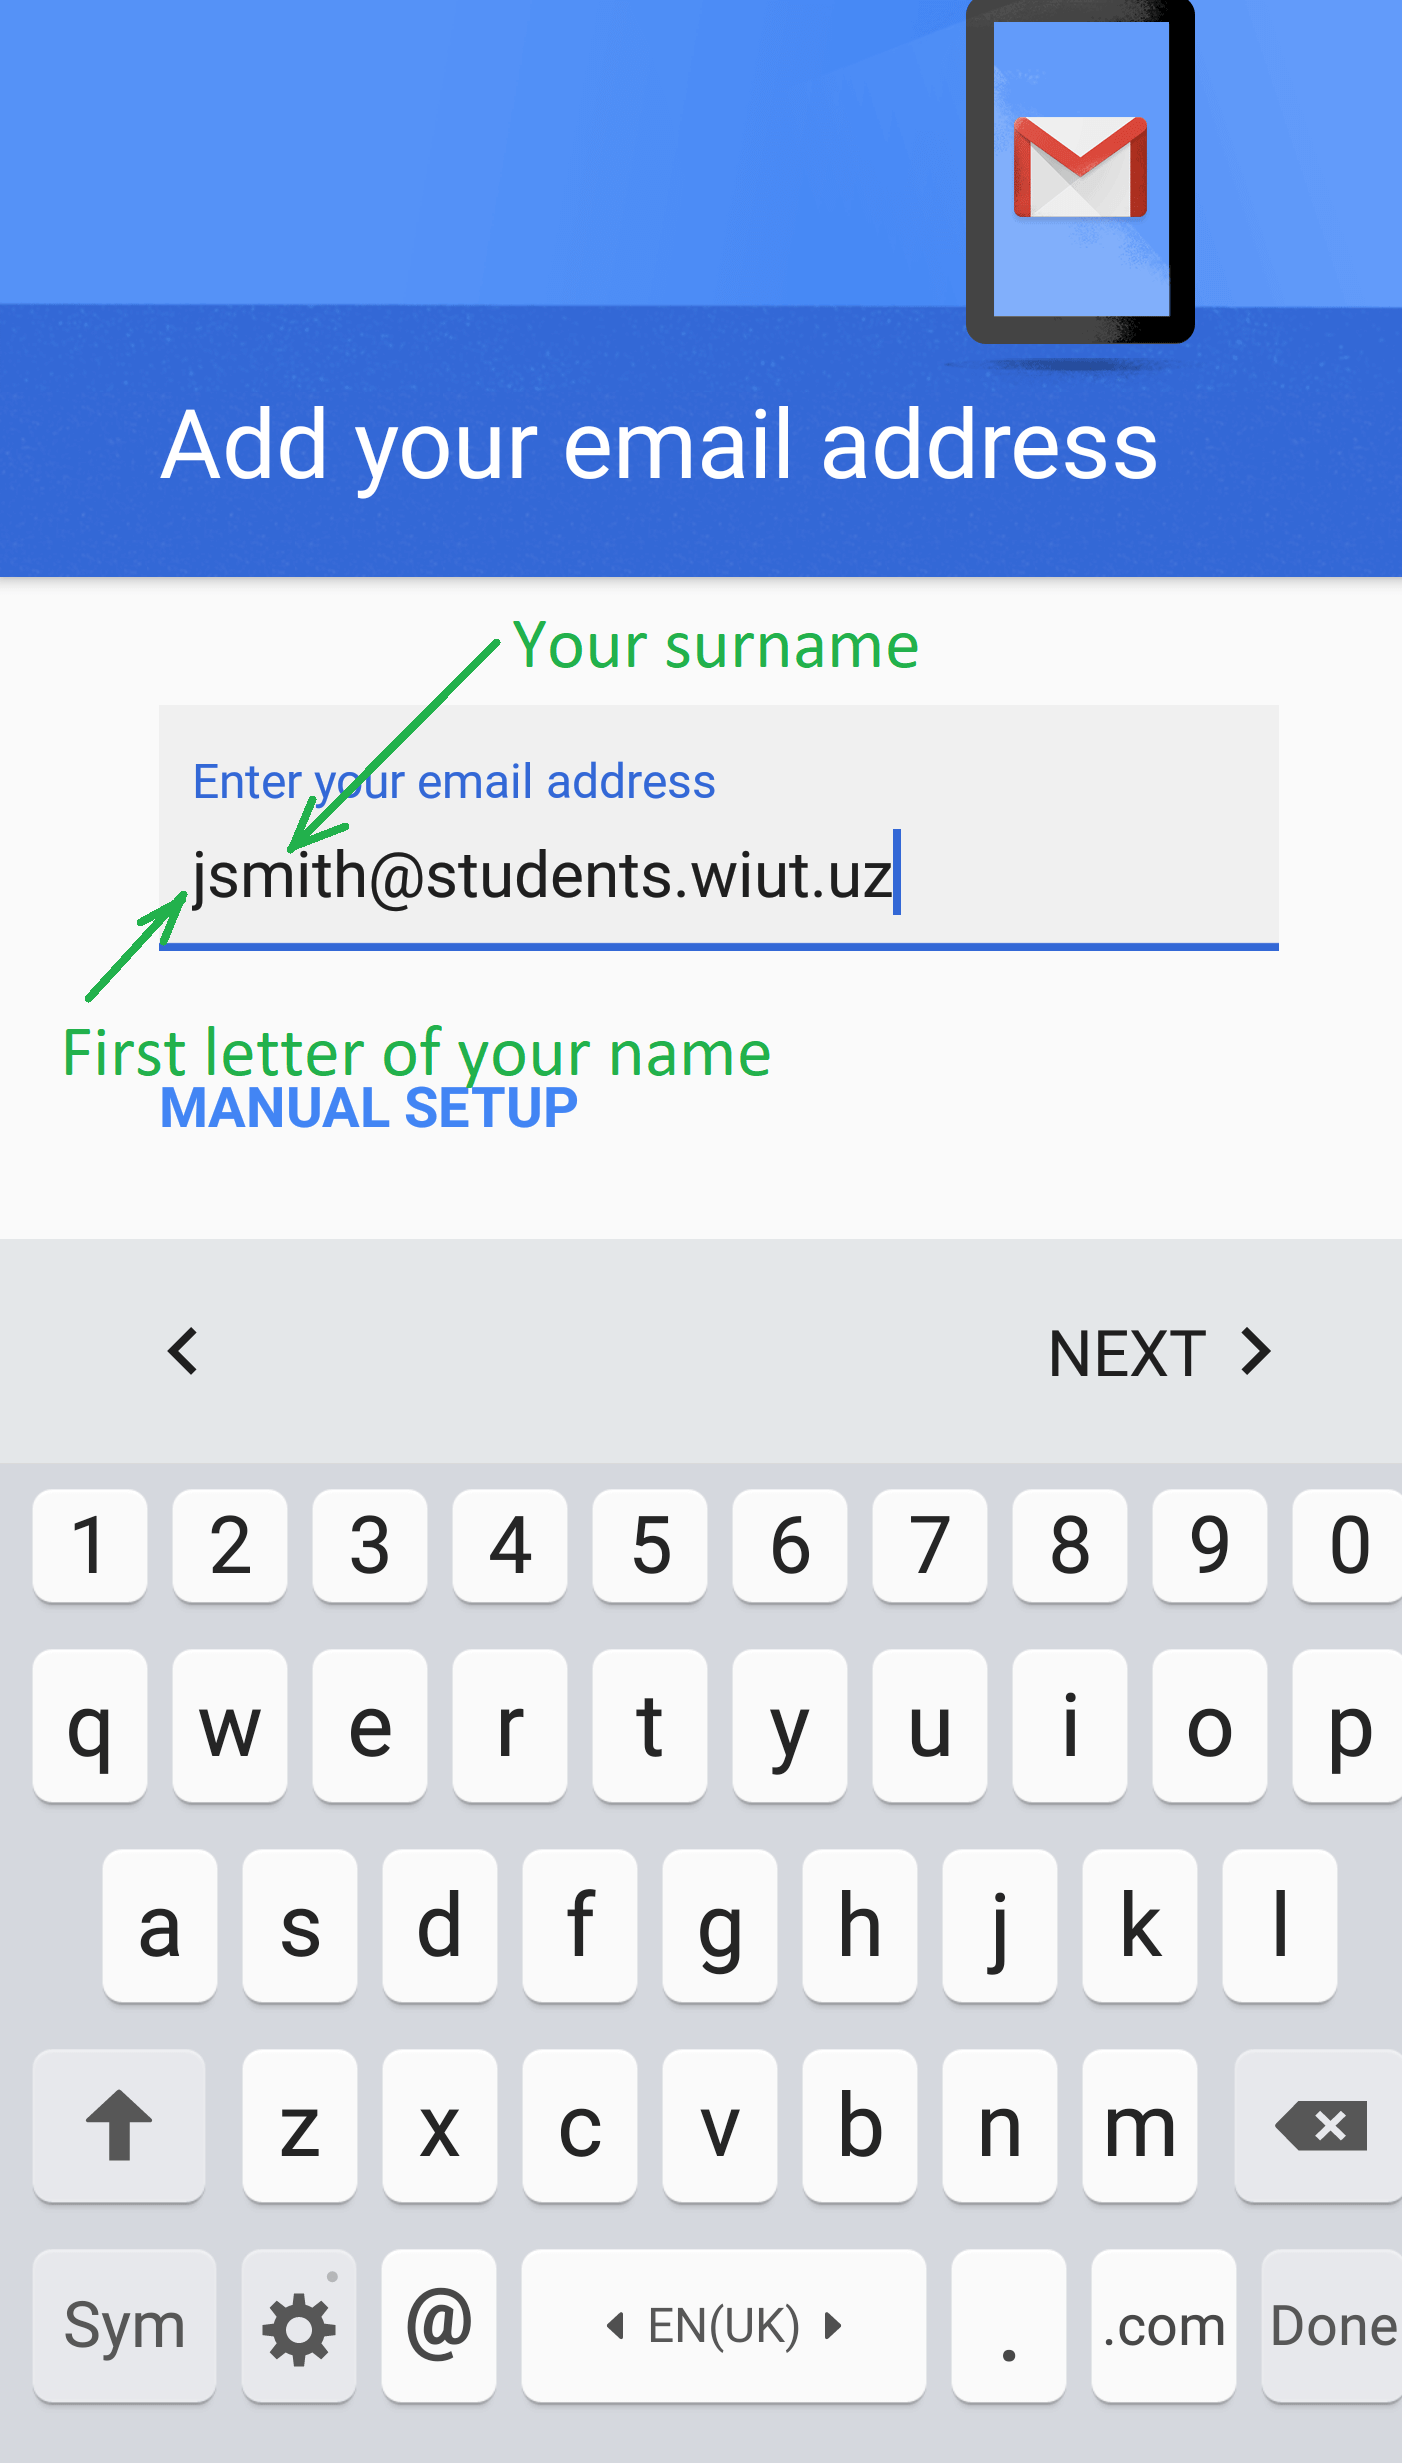 Add your email address
Your surname
Enter your email address
jsmith@students.wiut.uz
First letter of your name
MANUAL SETUP
NEXT
1 2 3 4 5 6 7 8 9 0
q w e r t y u i o p
a s d f g h j k l
z x c v b n m
Sym @ EN(UK) . .com Done